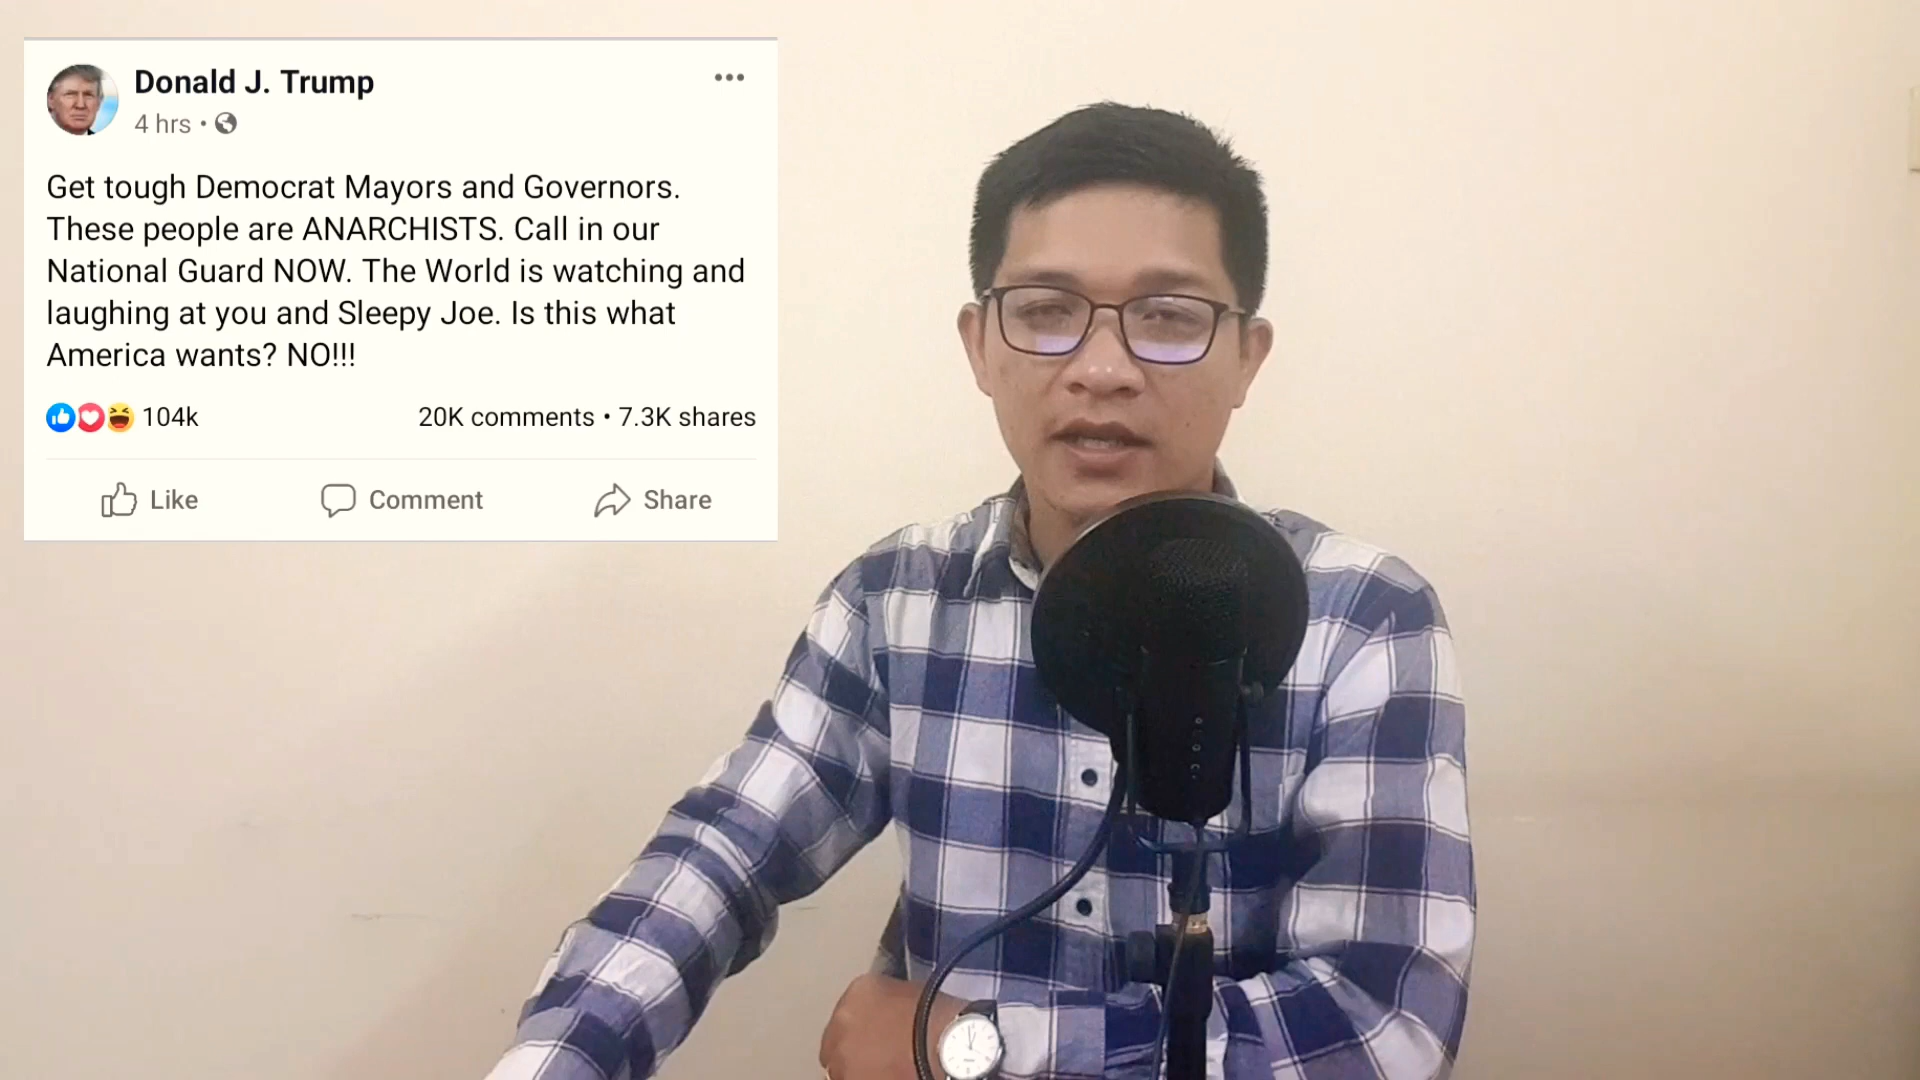 Donald J. Trump
4 hrs
Get tough Democrat Mayors and Governors.
These people are ANARCHISTS. Call in our
National Guard NOW. The World is watching and
laughing at you and Sleepy Joe. Is this what
America wants? NO!!!
104k 20K comments • 7.3K shares
Like Comment Share